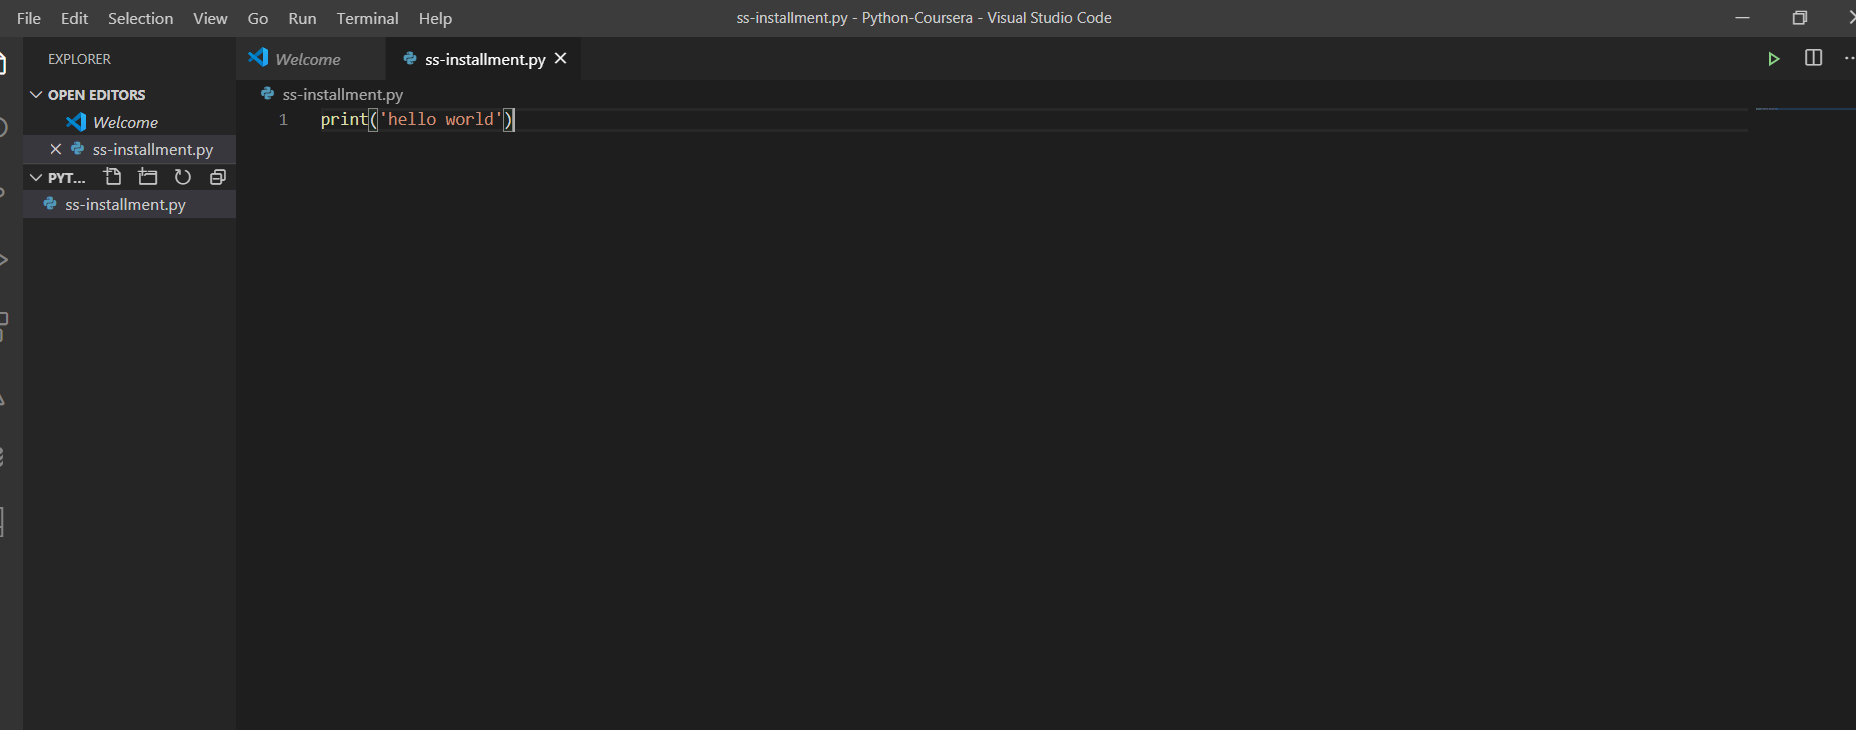 File Edit Selection View Go Run Terminal Help
ss-installment.py - Python-Coursera - Visual Studio Code
EXPLORER
OPEN EDITORS
Welcome
ss-installment.py
PYT...
ss-installment.py
Welcome
ss-installment.py
ss-installment.py
1 print('hello world')